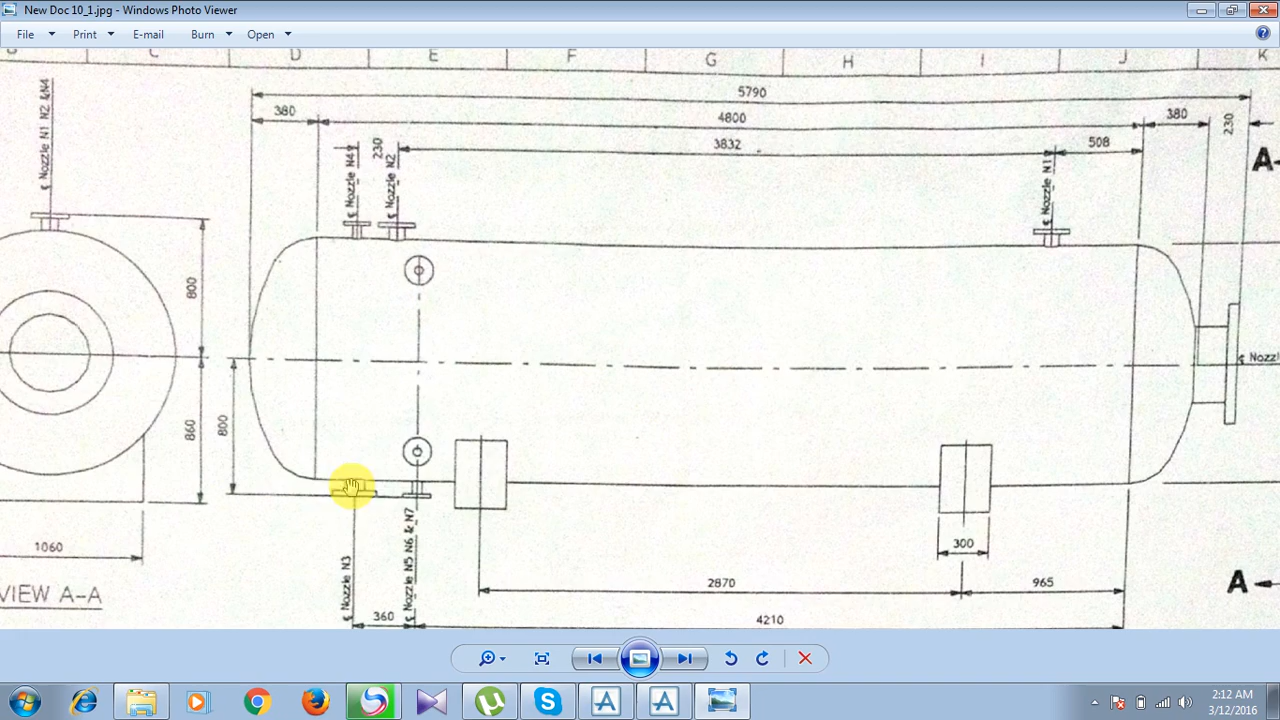 New Doc 10_1.jpg - Windows Photo Viewer
File Print E-mail Burn Open
D E F G H I J K
5790
380 4800 380 230
3832 508
230
A
℄ Nozzle N1 N2 &N4
℄ Nozzle N4
℄ Nozzle N2
℄ Nozzle N1
800
860
800
℄ Nozzl
℄ Nozzle N3
℄ Nozzle N5 N6 & N7
1060
300
2870 965
VIEW A-A
A
360 4210
2:12 AM
3/12/2016